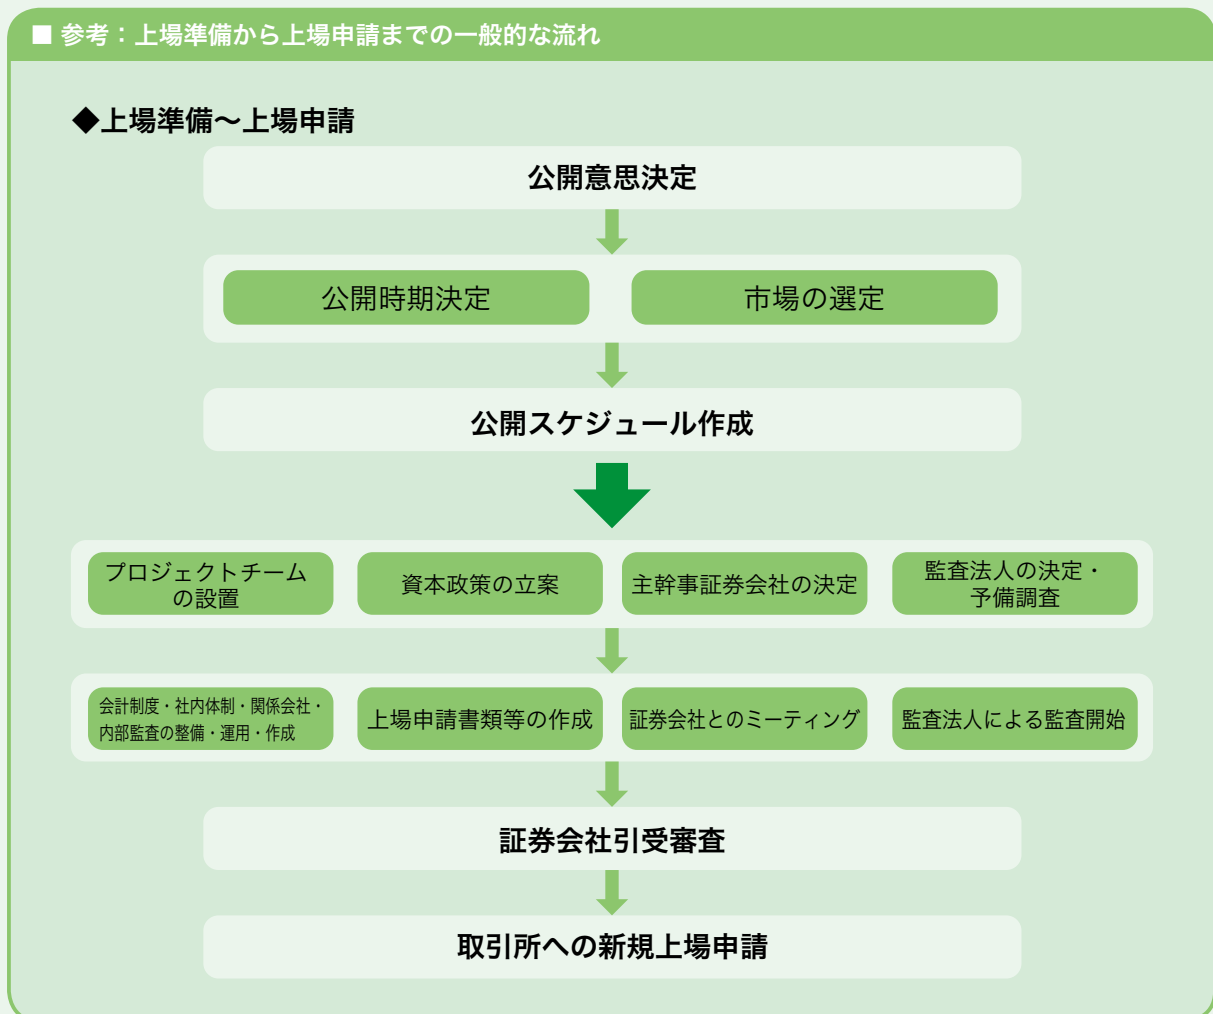 ■ 参考：上場準備から上場申請までの一般的な流れ
◆上場準備～上場申請
公開意思決定
公開時期決定
市場の選定
公開スケジュール作成
プロジェクトチーム
の設置
資本政策の立案
主幹事証券会社の決定
監査法人の決定・
予備調査
会計制度・社内体制・関係会社・
内部監査の整備・運用・作成
上場申請書類等の作成
証券会社とのミーティング
監査法人による監査開始
証券会社引受審査
取引所への新規上場申請